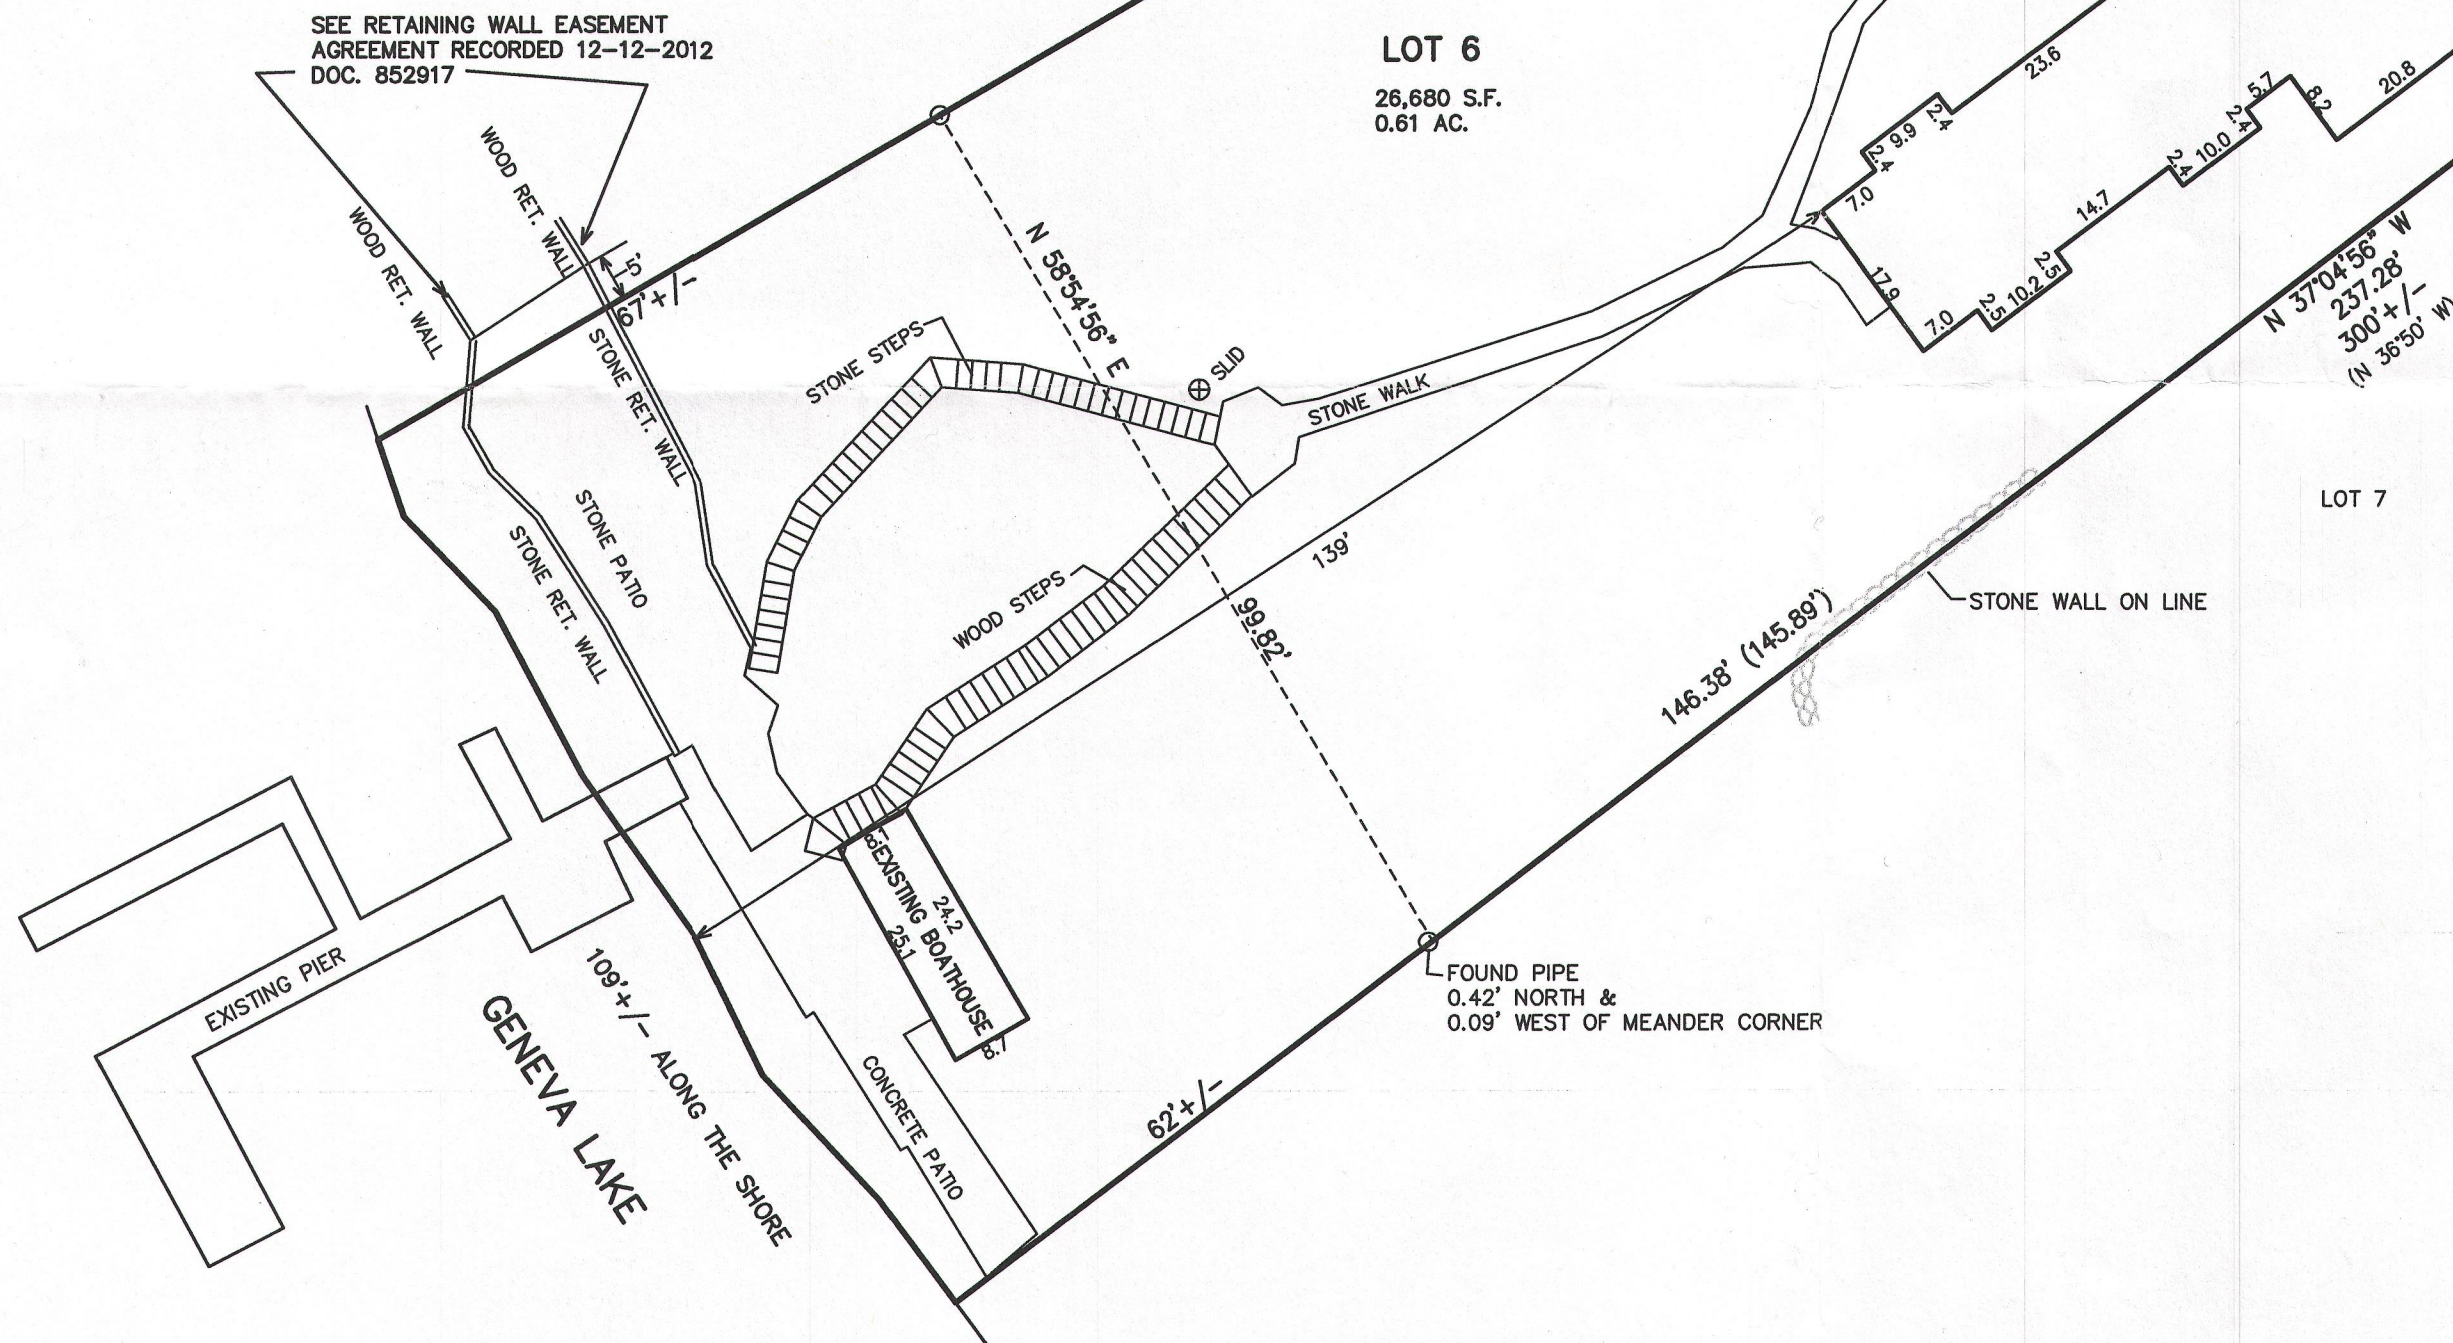 SEE RETAINING WALL EASEMENT
AGREEMENT RECORDED 12-12-2012
DOC. 852917
LOT 6
26,680 S.F.
0.61 AC.
WOOD RET. WALL
WOOD RET. WALL
5'
67'+/-
STONE RET. WALL
STONE STEPS
N 58°54'56" E
SLID
STONE WALK
23.6
2.4
9.9
2.4
7.0
17.9
7.0
2.5
10.2
2.5
14.7
2.4
10.0
2.4
5.7
8.2
20.8
N 37°04'56" W
237.28'
300'+/-
(N 36°50' W)
LOT 7
STONE PATIO
STONE RET. WALL
WOOD STEPS
139'
99.82'
146.38' (145.89')
STONE WALL ON LINE
EXISTING BOATHOUSE
24.2
25.1
8.7
EXISTING PIER
109'+/- ALONG THE SHORE
GENEVA LAKE
CONCRETE PATIO
FOUND PIPE
0.42' NORTH &
0.09' WEST OF MEANDER CORNER
62'+/-